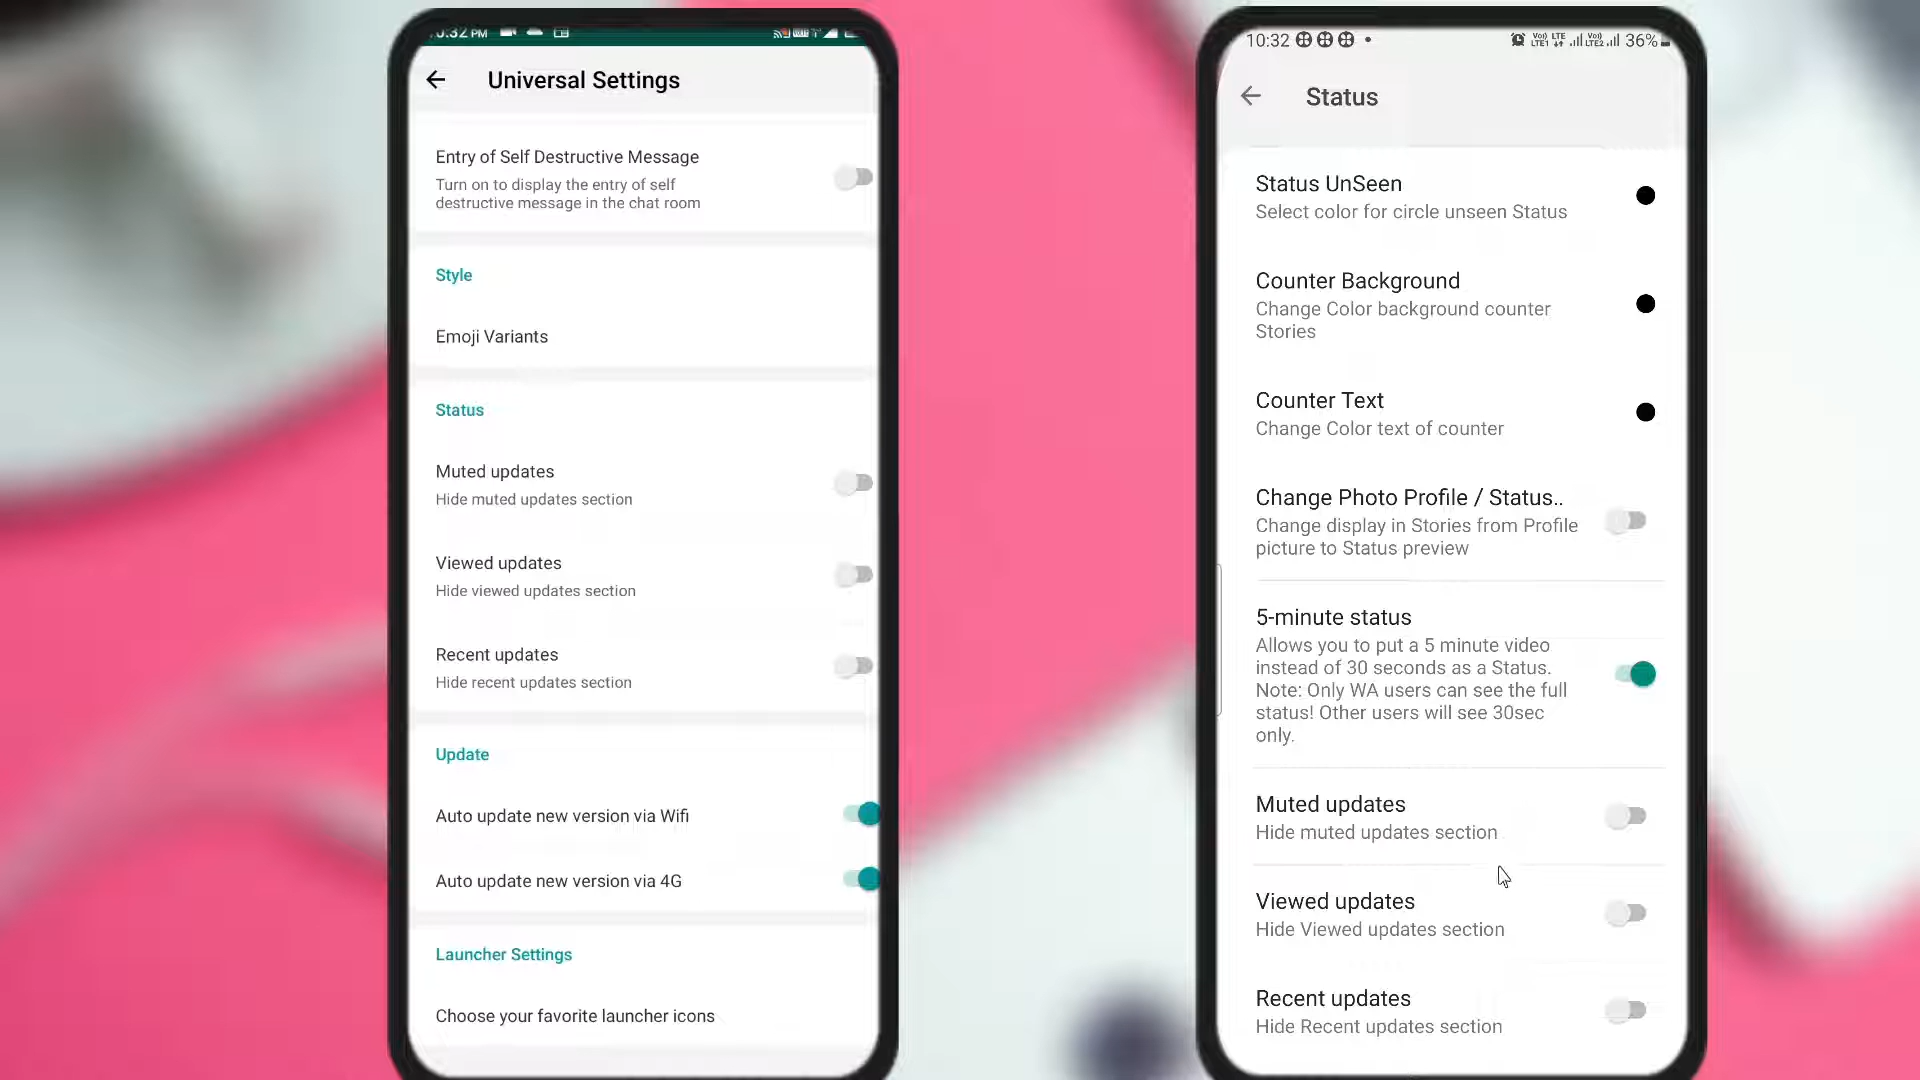 0:32 PM
Universal Settings
Entry of Self Destructive Message
Turn on to display the entry of self
destructive message in the chat room
Style
Emoji Variants
Status
Muted updates
Hide muted updates section
Viewed updates
Hide viewed updates section
Recent updates
Hide recent updates section
Update
Auto update new version via Wifi
Auto update new version via 4G
Launcher Settings
Choose your favorite launcher icons
10:32
Vo) LTE1 LTE Vo) LTE2 36%
Status
Status UnSeen
Select color for circle unseen Status
Counter Background
Change Color background counter
Stories
Counter Text
Change Color text of counter
Change Photo Profile / Status..
Change display in Stories from Profile
picture to Status preview
5-minute status
Allows you to put a 5 minute video
instead of 30 seconds as a Status.
Note: Only WA users can see the full
status! Other users will see 30sec
only.
Muted updates
Hide muted updates section
Viewed updates
Hide Viewed updates section
Recent updates
Hide Recent updates section